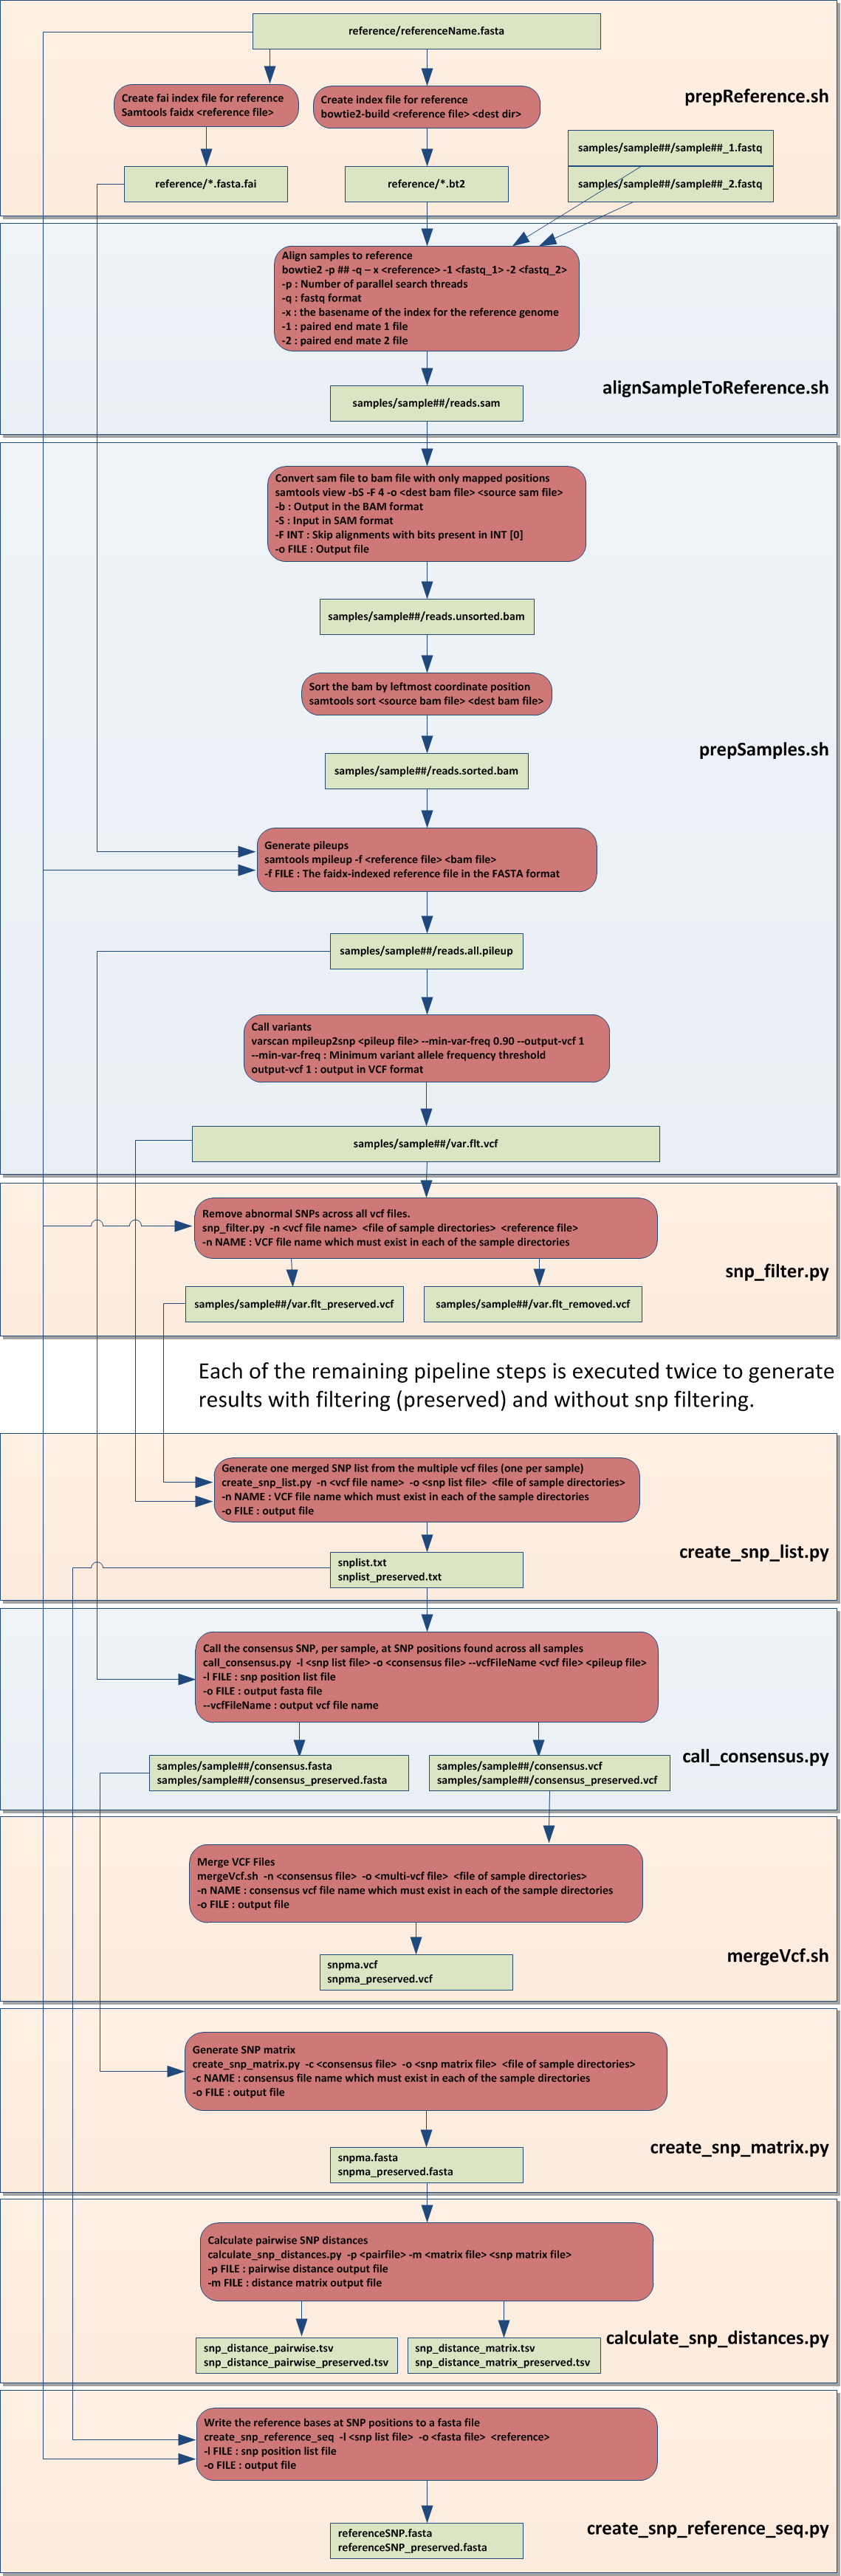 reference/referenceName.fasta
prepReference.sh
Create fai index file for reference
Samtools faidx <reference file>
Create index file for reference
bowtie2-build <reference file> <dest dir>
samples/sample##/sample##_1.fastq
samples/sample##/sample##_2.fastq
reference/*.fasta.fai
reference/*.bt2
Align samples to reference
bowtie2 -p ## -q – x <reference> -1 <fastq_1> -2 <fastq_2>
-p : Number of parallel search threads
-q : fastq format
-x : the basename of the index for the reference genome
-1 : paired end mate 1 file
-2 : paired end mate 2 file
alignSampleToReference.sh
samples/sample##/reads.sam
Convert sam file to bam file with only mapped positions
samtools view -bS -F 4 -o <dest bam file> <source sam file>
-b : Output in the BAM format
-S : Input in SAM format
-F INT : Skip alignments with bits present in INT [0]
-o FILE : Output file
samples/sample##/reads.unsorted.bam
Sort the bam by leftmost coordinate position
samtools sort <source bam file> <dest bam file>
prepSamples.sh
samples/sample##/reads.sorted.bam
Generate pileups
samtools mpileup -f <reference file> <bam file>
-f FILE : The faidx-indexed reference file in the FASTA format
samples/sample##/reads.all.pileup
Call variants
varscan mpileup2snp <pileup file> --min-var-freq 0.90 --output-vcf 1
--min-var-freq : Minimum variant allele frequency threshold
output-vcf 1 : output in VCF format
samples/sample##/var.flt.vcf
Remove abnormal SNPs across all vcf files.
snp_filter.py -n <vcf file name> <file of sample directories> <reference file>
-n NAME : VCF file name which must exist in each of the sample directories
snp_filter.py
samples/sample##/var.flt_preserved.vcf
samples/sample##/var.flt_removed.vcf
Each of the remaining pipeline steps is executed twice to generate
results with filtering (preserved) and without snp filtering.
Generate one merged SNP list from the multiple vcf files (one per sample)
create_snp_list.py -n <vcf file name> -o <snp list file> <file of sample directories>
-n NAME : VCF file name which must exist in each of the sample directories
-o FILE : output file
create_snp_list.py
snplist.txt
snplist_preserved.txt
Call the consensus SNP, per sample, at SNP positions found across all samples
call_consensus.py -l <snp list file> -o <consensus file> --vcfFileName <vcf file> <pileup file>
-l FILE : snp position list file
-o FILE : output fasta file
--vcfFileName : output vcf file name
call_consensus.py
samples/sample##/consensus.fasta
samples/sample##/consensus_preserved.fasta
samples/sample##/consensus.vcf
samples/sample##/consensus_preserved.vcf
Merge VCF Files
mergeVcf.sh -n <consensus file> -o <multi-vcf file> <file of sample directories>
-n NAME : consensus vcf file name which must exist in each of the sample directories
-o FILE : output file
mergeVcf.sh
snpma.vcf
snpma_preserved.vcf
Generate SNP matrix
create_snp_matrix.py -c <consensus file> -o <snp matrix file> <file of sample directories>
-c NAME : consensus file name which must exist in each of the sample directories
-o FILE : output file
create_snp_matrix.py
snpma.fasta
snpma_preserved.fasta
Calculate pairwise SNP distances
calculate_snp_distances.py -p <pairfile> -m <matrix file> <snp matrix file>
-p FILE : pairwise distance output file
-m FILE : distance matrix output file
calculate_snp_distances.py
snp_distance_pairwise.tsv
snp_distance_pairwise_preserved.tsv
snp_distance_matrix.tsv
snp_distance_matrix_preserved.tsv
Write the reference bases at SNP positions to a fasta file
create_snp_reference_seq -l <snp list file> -o <fasta file> <reference>
-l FILE : snp position list file
-o FILE : output file
create_snp_reference_seq.py
referenceSNP.fasta
referenceSNP_preserved.fasta